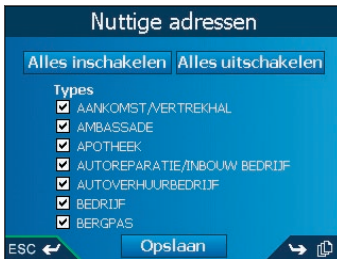 Nuttige adressen
Alles inschakelen Alles uitschakelen
Types
AANKOMST/VERTREKHAL
AMBASSADE
APOTHEEK
AUTOREPARATIE/INBOUW BEDRIJF
AUTOVERHUURBEDRIJF
BEDRIJF
BERGPAS
ESC Opslaan